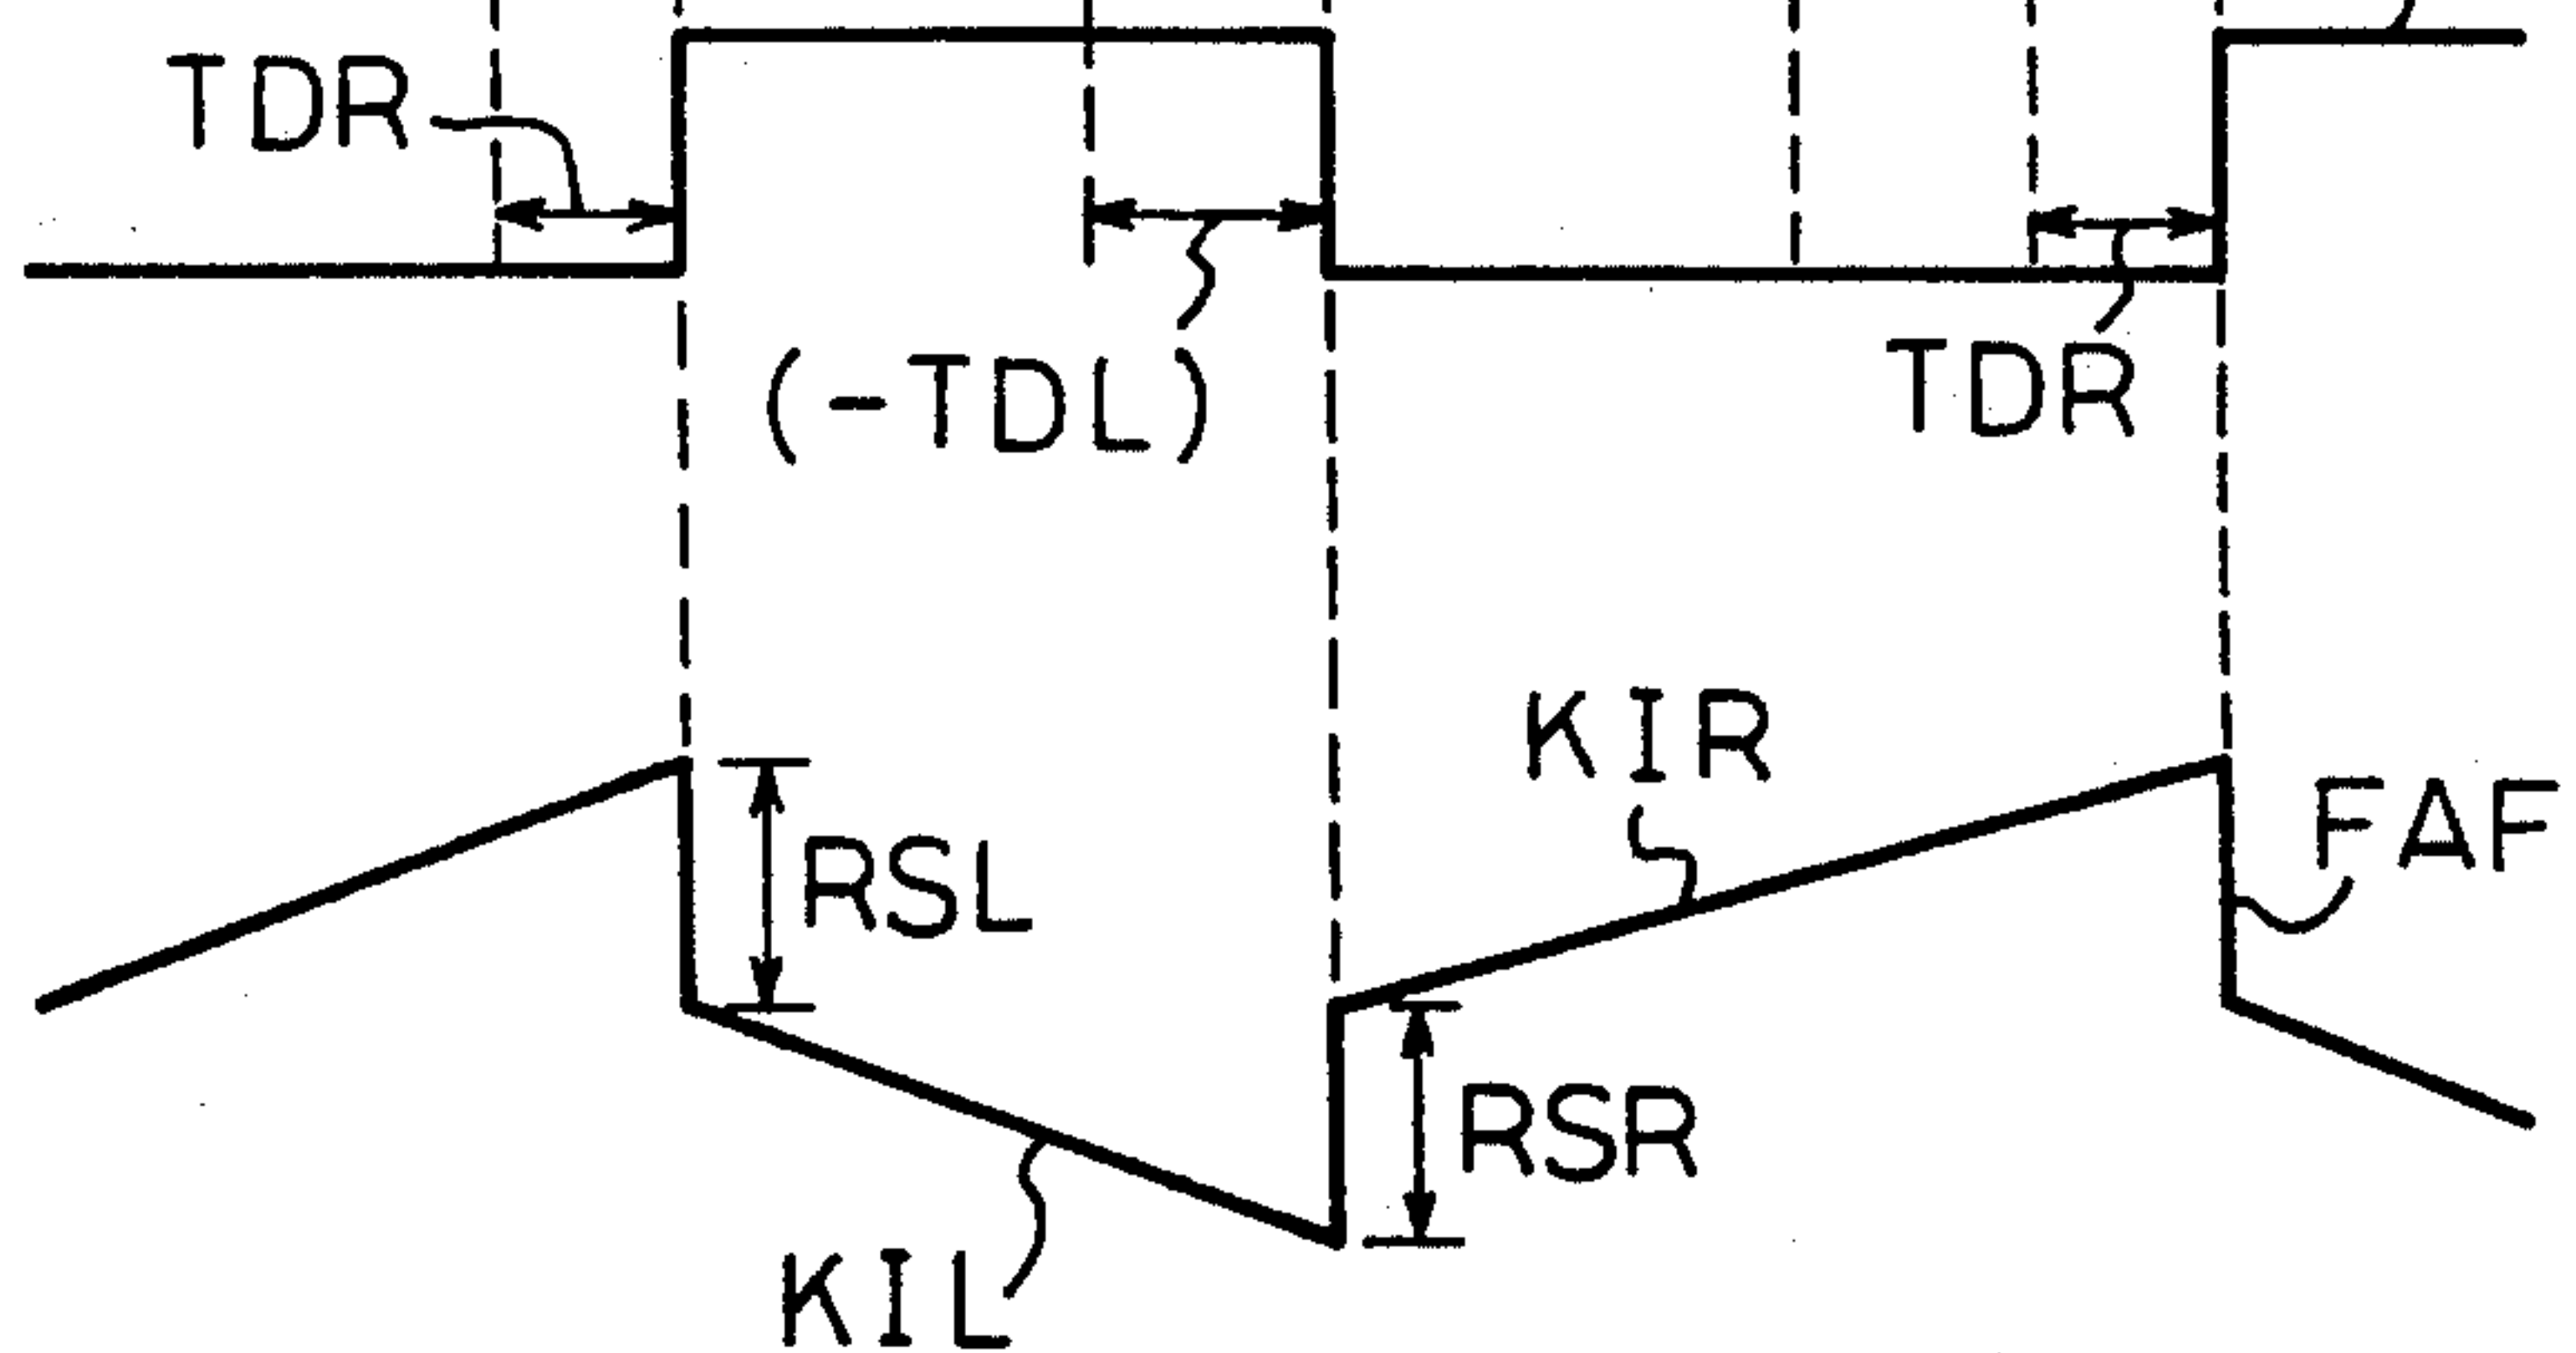 TDR
(-TDL)
TDR
KIR
FAF
RSL
RSR
KIL